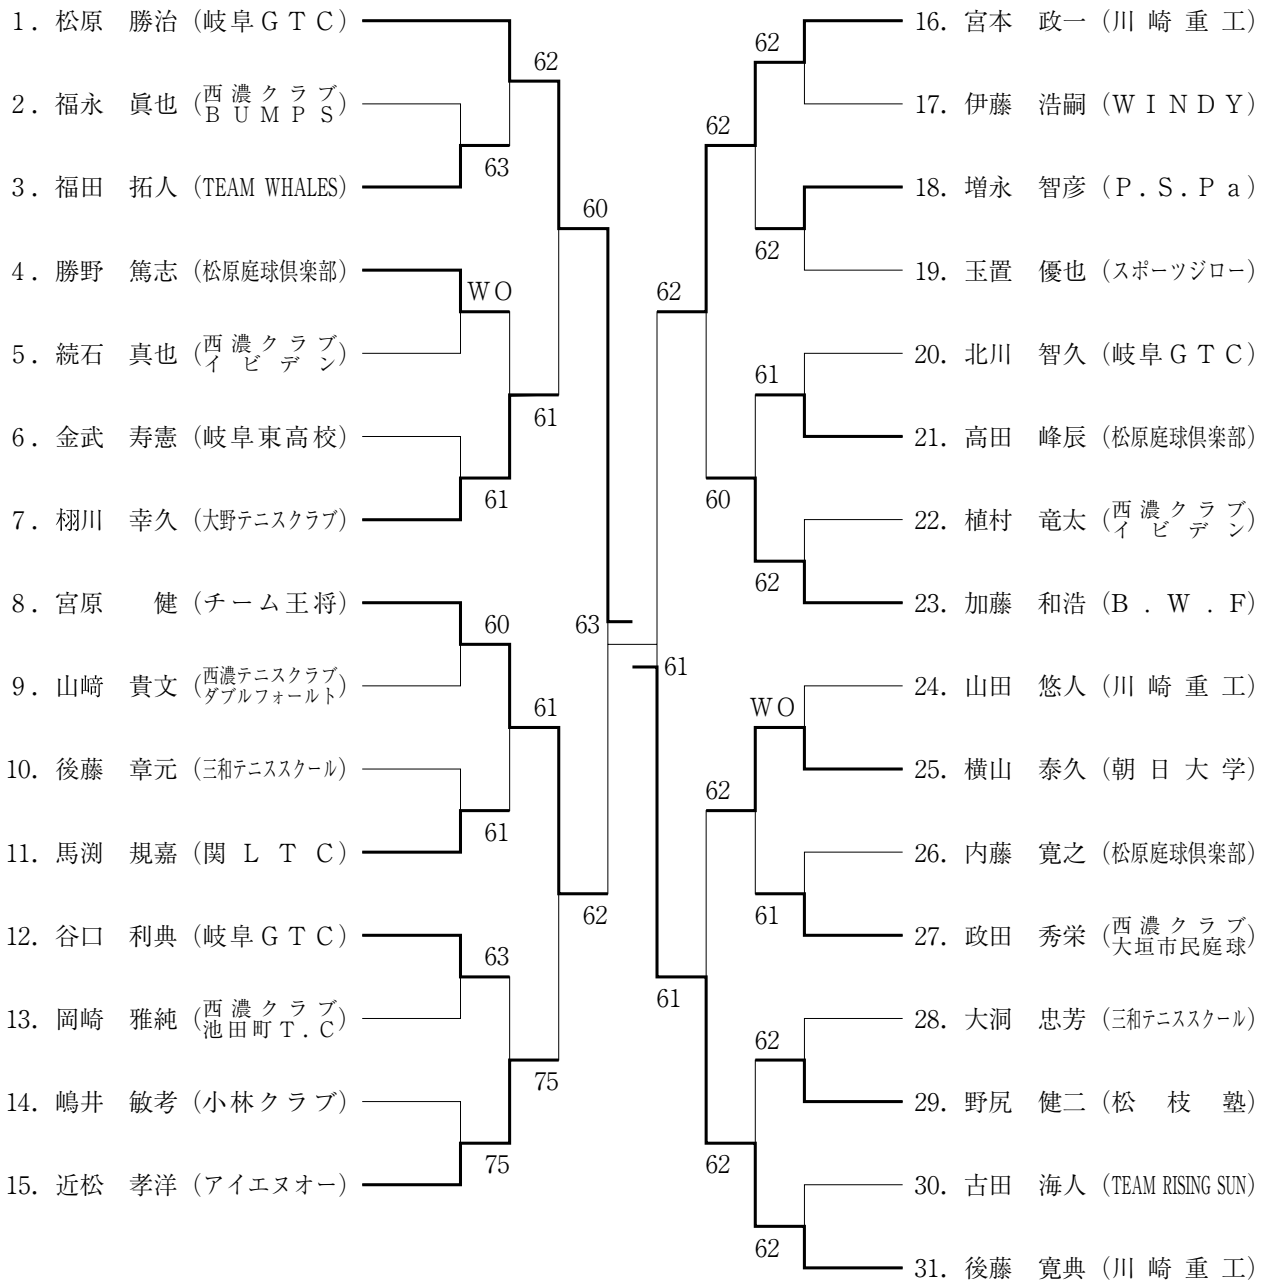 1. 松原 勝治 (岐阜GTC)
2. 福永 眞也 (西濃クラブ BUMPS)
3. 福田 拓人 (TEAM WHALES)
4. 勝野 篤志 (松原庭球倶楽部)
5. 続石 真也 (西濃クラブ イビデン)
6. 金武 寿憲 (岐阜東高校)
7. 栩川 幸久 (大野テニスクラブ)
8. 宮原 健 (チーム王将)
9. 山﨑 貴文 (西濃テニスクラブ ダブルフォールト)
10. 後藤 章元 (三和テニススクール)
11. 馬渕 規嘉 (関LTC)
12. 谷口 利典 (岐阜GTC)
13. 岡崎 雅純 (西濃クラブ 池田町T.C)
14. 嶋井 敏考 (小林クラブ)
15. 近松 孝洋 (アイエヌオー)
63
WO
61
60
61
63
75
62
61
61
75
60
62
63
61
62
61
62
60
62
62
62
62
61
62
WO
61
62
62
16. 宮本 政一 (川崎重工)
17. 伊藤 浩嗣 (WINDY)
18. 増永 智彦 (P.S.Pa)
19. 玉置 優也 (スポーツジロー)
20. 北川 智久 (岐阜GTC)
21. 高田 峰辰 (松原庭球倶楽部)
22. 植村 竜太 (西濃クラブ イビデン)
23. 加藤 和浩 (B.W.F)
24. 山田 悠人 (川崎重工)
25. 横山 泰久 (朝日大学)
26. 内藤 寛之 (松原庭球倶楽部)
27. 政田 秀栄 (西濃クラブ 大垣市民庭球)
28. 大洞 忠芳 (三和テニススクール)
29. 野尻 健二 (松枝塾)
30. 古田 海人 (TEAM RISING SUN)
31. 後藤 寛典 (川崎重工)